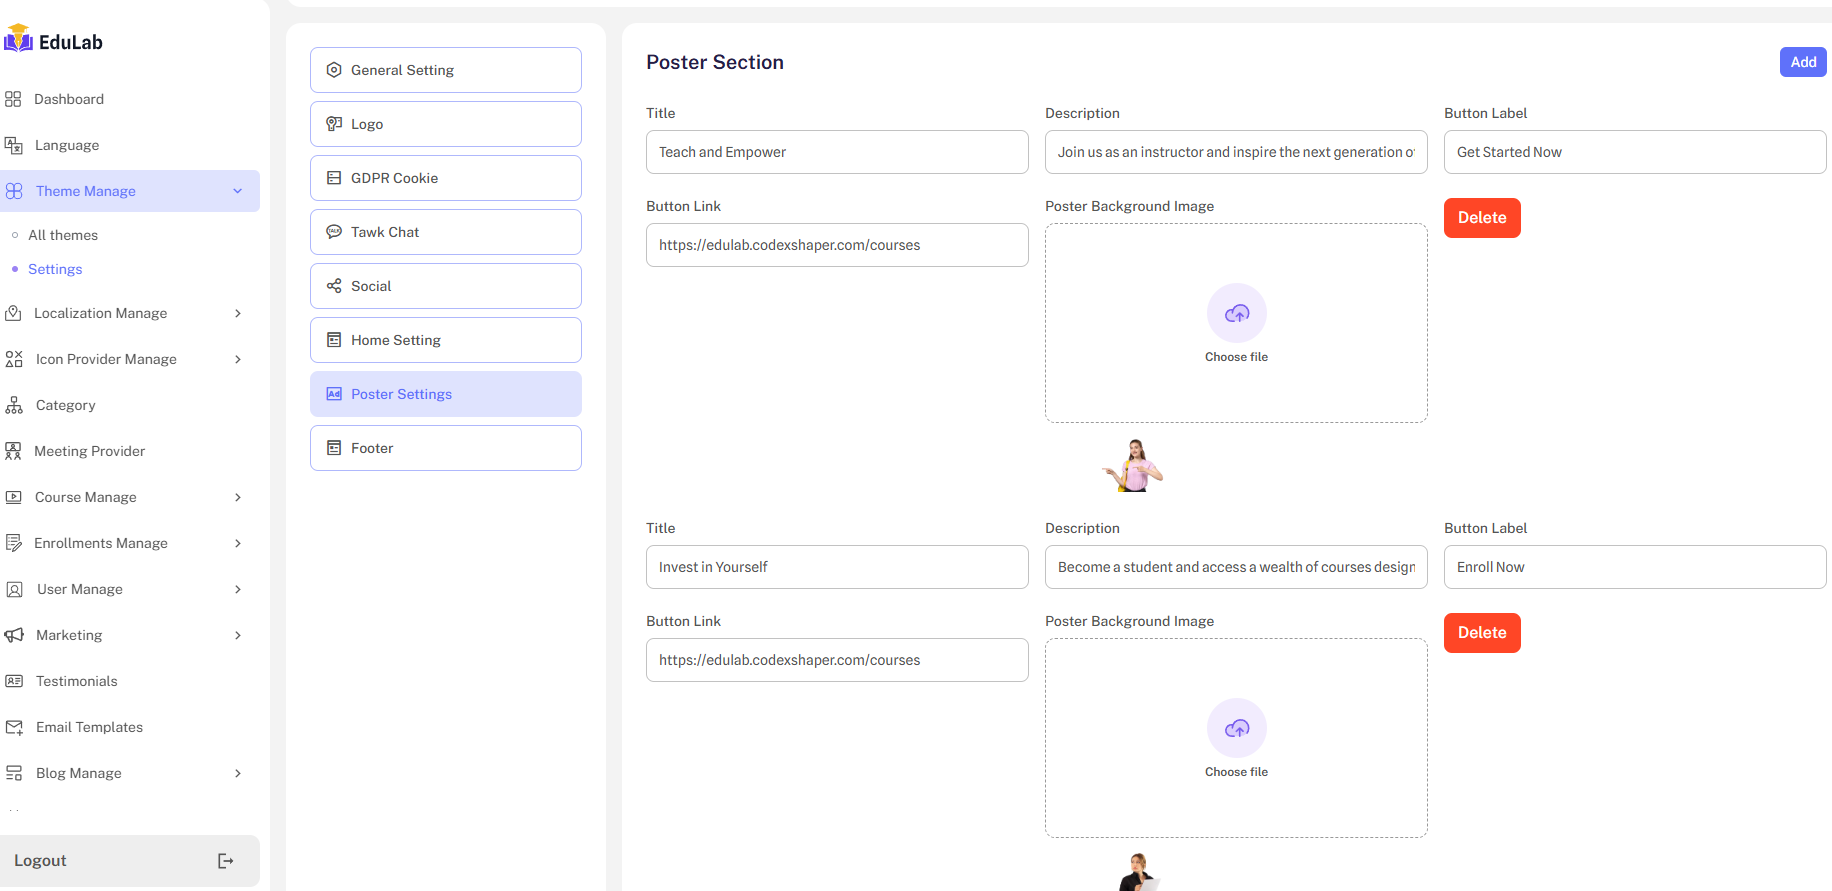 EduLab
Dashboard
Language
Theme Manage
All themes
Settings
Localization Manage
Icon Provider Manage
Category
Meeting Provider
Course Manage
Enrollments Manage
User Manage
Marketing
Testimonials
Email Templates
Blog Manage
Logout
General Setting
Logo
GDPR Cookie
TALK
Tawk Chat
Social
Home Setting
Ad
Poster Settings
Footer
Poster Section
Add
Title
Description
Button Label
Teach and Empower
Join us as an instructor and inspire the next generation of
Get Started Now
Button Link
Poster Background Image
Delete
https://edulab.codexshaper.com/courses
Choose file
Title
Description
Button Label
Invest in Yourself
Become a student and access a wealth of courses design
Enroll Now
Button Link
Poster Background Image
Delete
https://edulab.codexshaper.com/courses
Choose file